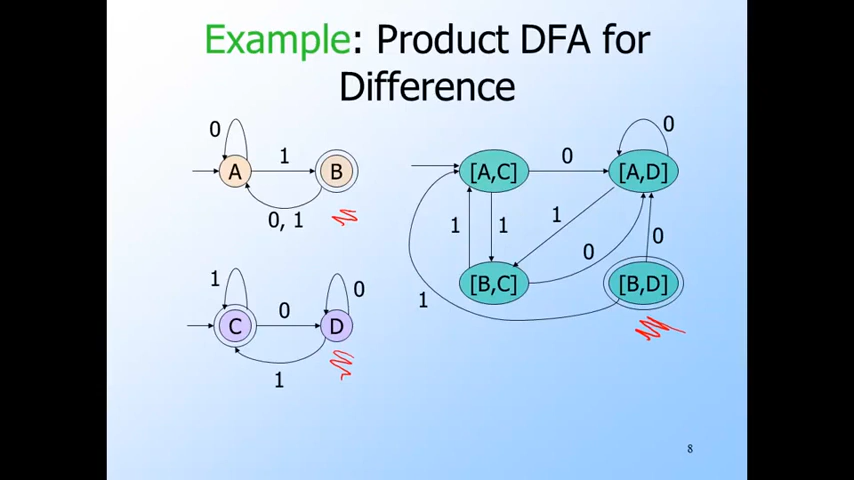 Example: Product DFA for
Difference
0
1
A
B
0, 1
1
0
0
C
D
1
0
0
[A,C]
[A,D]
1
1
1
0
0
[B,C]
[B,D]
1
8